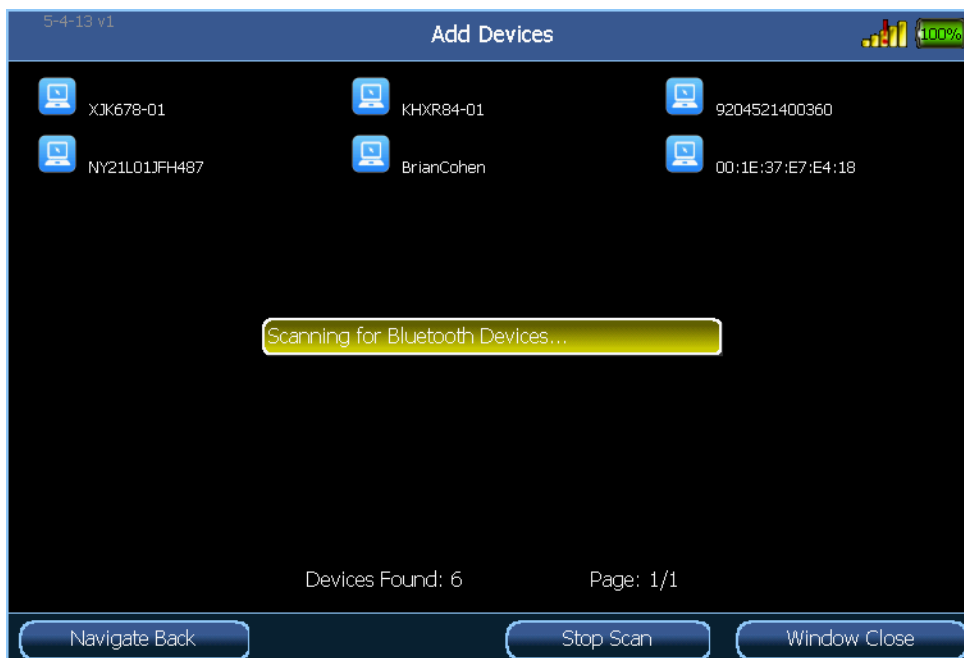 5-4-13 v1
Add Devices
100%
XJK678-01 KHXR84-01 9204521400360
NY21L01JFH487 BrianCohen 00:1E:37:E7:E4:18
Scanning for Bluetooth Devices...
Devices Found: 6 Page: 1/1
Navigate Back Stop Scan Window Close